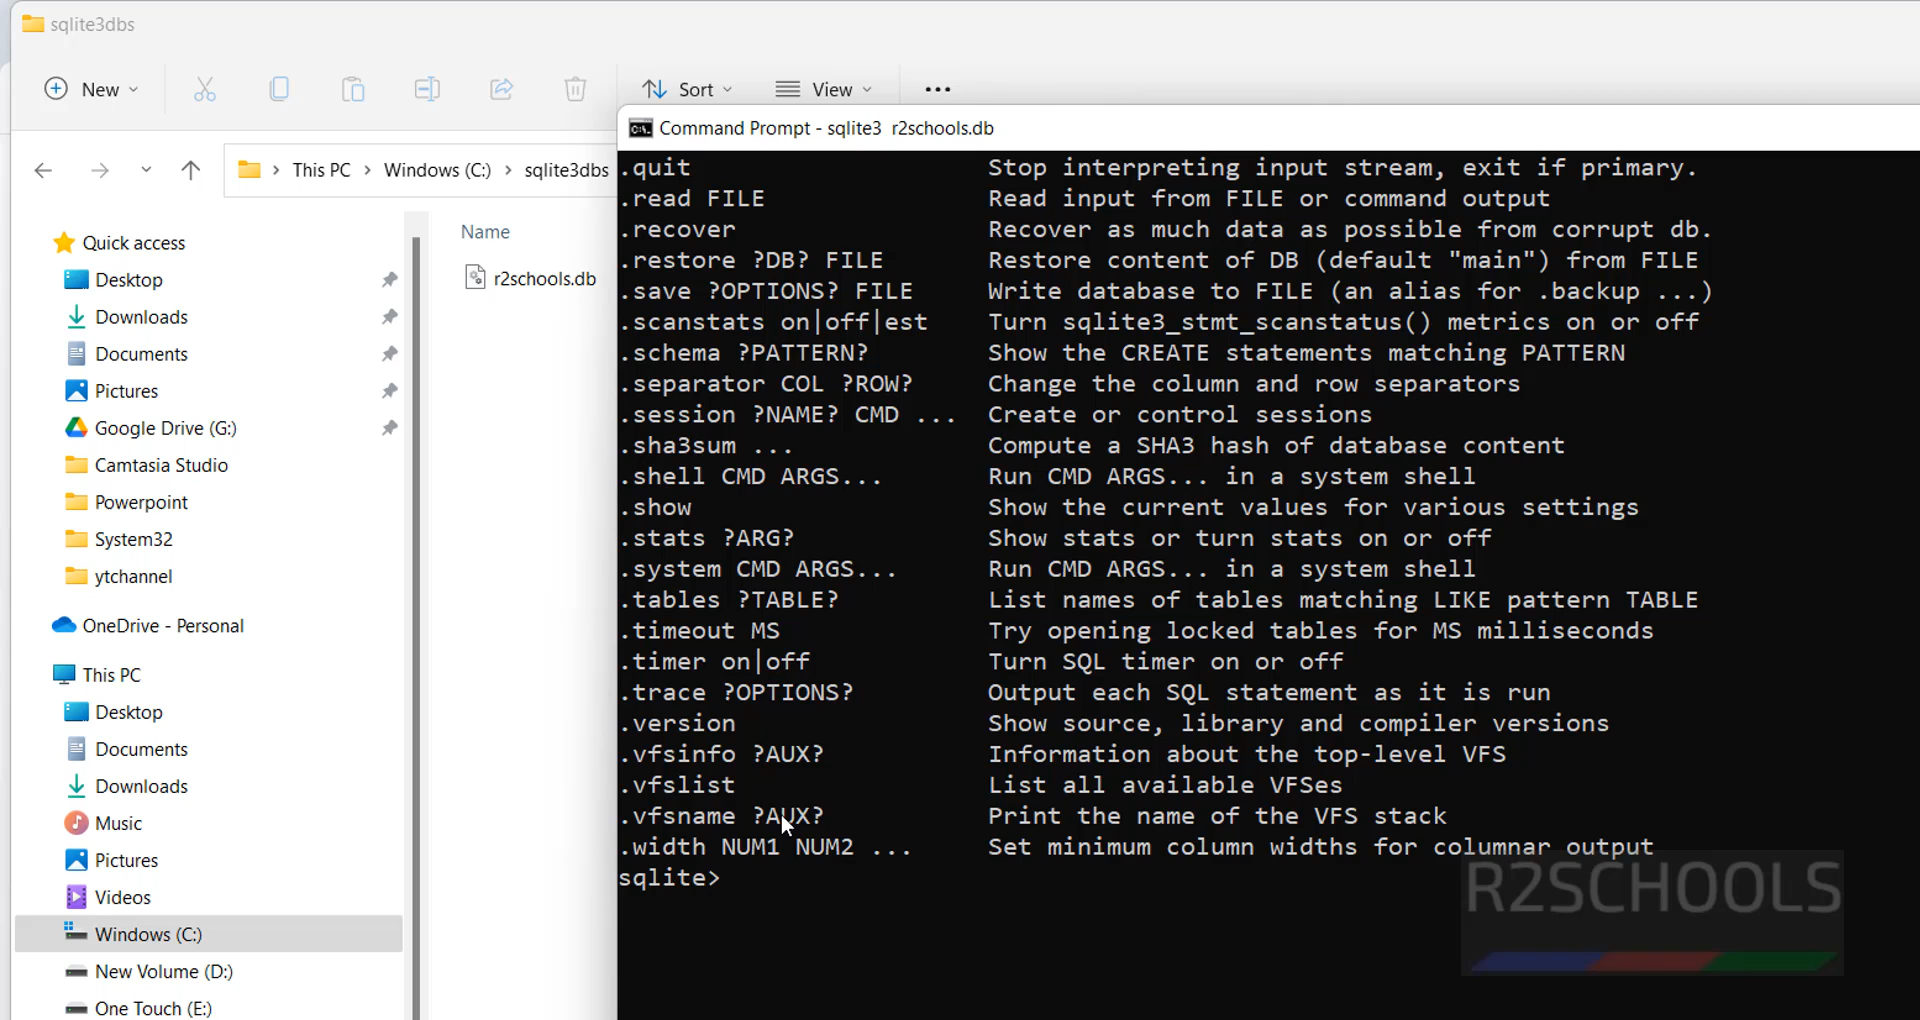 sqlite3dbs
New
Sort
View
This PC > Windows (C:) > sqlite3dbs
Quick access
Desktop
Downloads
Documents
Pictures
Google Drive (G:)
Camtasia Studio
Powerpoint
System32
ytchannel
OneDrive - Personal
This PC
Desktop
Documents
Downloads
Music
Pictures
Videos
Windows (C:)
New Volume (D:)
One Touch (E:)
Name
r2schools.db
Command Prompt - sqlite3 r2schools.db
.quit Stop interpreting input stream, exit if primary.
.read FILE Read input from FILE or command output
.recover Recover as much data as possible from corrupt db.
.restore ?DB? FILE Restore content of DB (default "main") from FILE
.save ?OPTIONS? FILE Write database to FILE (an alias for .backup ...)
.scanstats on|off|est Turn sqlite3_stmt_scanstatus() metrics on or off
.schema ?PATTERN? Show the CREATE statements matching PATTERN
.separator COL ?ROW? Change the column and row separators
.session ?NAME? CMD ... Create or control sessions
.sha3sum ... Compute a SHA3 hash of database content
.shell CMD ARGS... Run CMD ARGS... in a system shell
.show Show the current values for various settings
.stats ?ARG? Show stats or turn stats on or off
.system CMD ARGS... Run CMD ARGS... in a system shell
.tables ?TABLE? List names of tables matching LIKE pattern TABLE
.timeout MS Try opening locked tables for MS milliseconds
.timer on|off Turn SQL timer on or off
.trace ?OPTIONS? Output each SQL statement as it is run
.version Show source, library and compiler versions
.vfsinfo ?AUX? Information about the top-level VFS
.vfslist List all available VFSes
.vfsname ?AUX? Print the name of the VFS stack
.width NUM1 NUM2 ... Set minimum column widths for columnar output
sqlite>
R2SCHOOLS